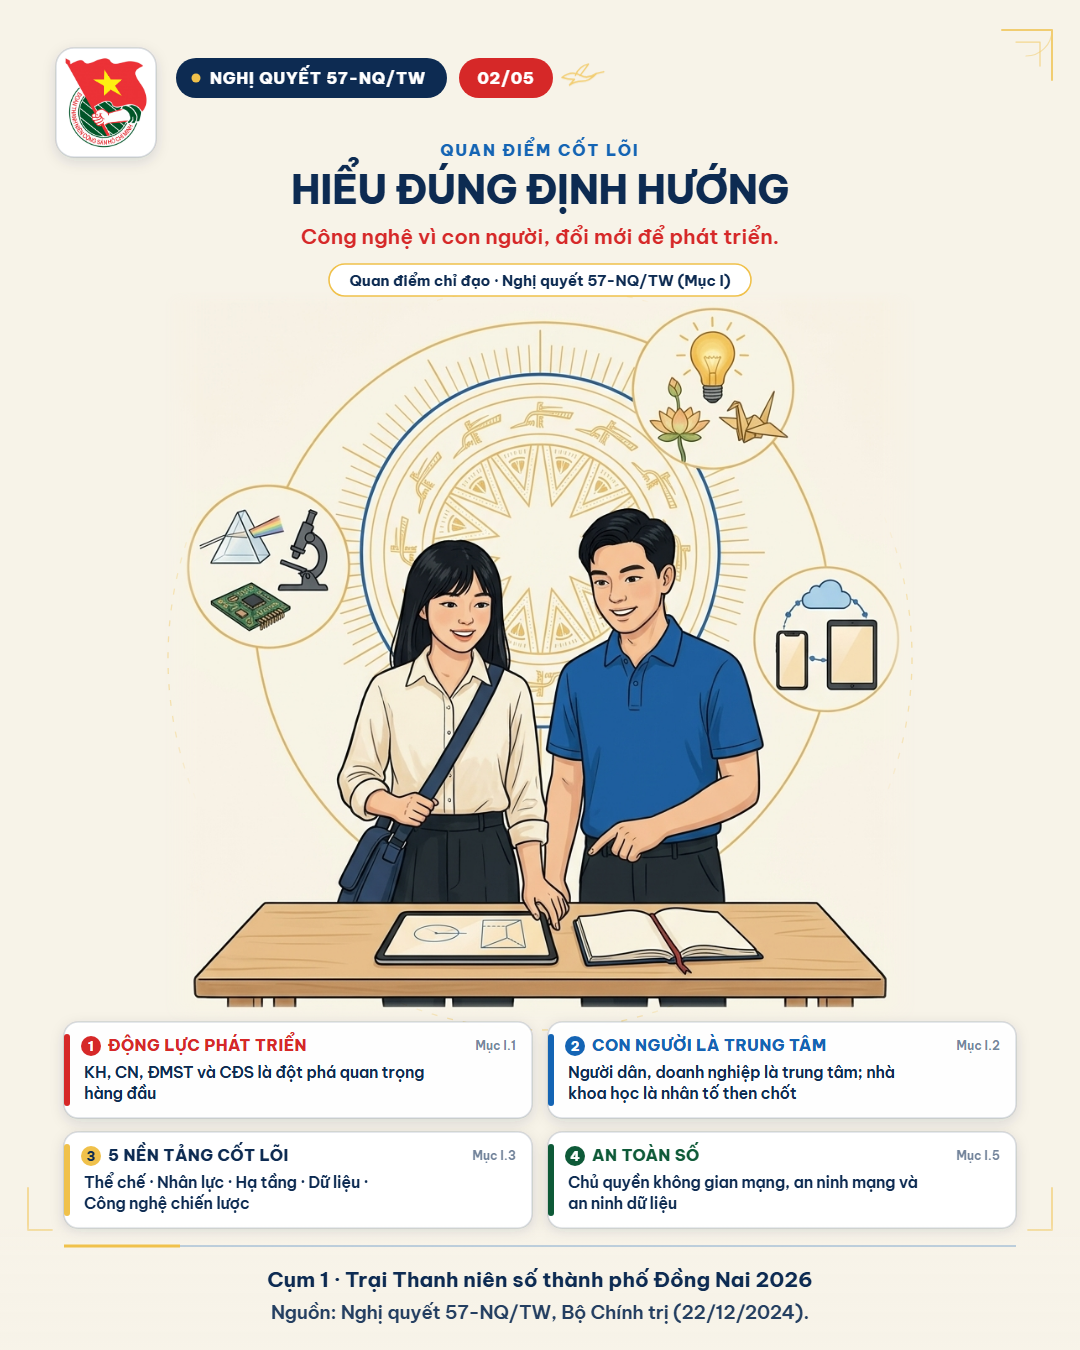 NGHỊ QUYẾT 57-NQ/TW
02/05
QUAN ĐIỂM CỐT LÕI
HIỂU ĐÚNG ĐỊNH HƯỚNG
Công nghệ vì con người, đổi mới để phát triển.
Quan điểm chỉ đạo · Nghị quyết 57-NQ/TW (Mục I)
1 ĐỘNG LỰC PHÁT TRIỂN Mục I.1
KH, CN, ĐMST và CĐS là đột phá quan trọng
hàng đầu
2 CON NGƯỜI LÀ TRUNG TÂM Mục I.2
Người dân, doanh nghiệp là trung tâm; nhà
khoa học là nhân tố then chốt
3 5 NỀN TẢNG CỐT LÕI Mục I.3
Thể chế · Nhân lực · Hạ tầng · Dữ liệu ·
Công nghệ chiến lược
4 AN TOÀN SỐ Mục I.5
Chủ quyền không gian mạng, an ninh mạng và
an ninh dữ liệu
Cụm 1 · Trại Thanh niên số thành phố Đồng Nai 2026
Nguồn: Nghị quyết 57-NQ/TW, Bộ Chính trị (22/12/2024).